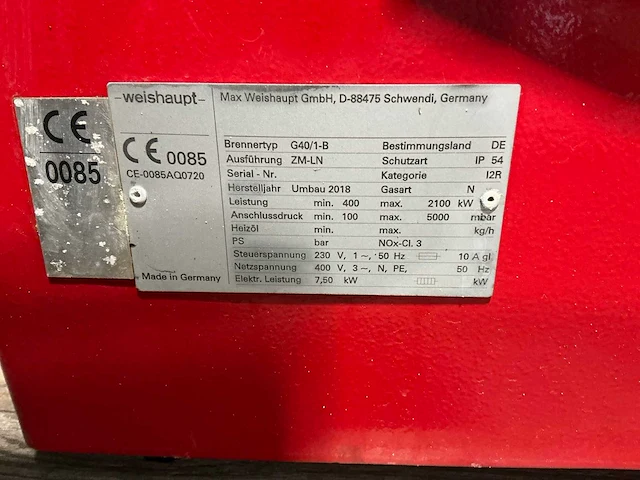 CE
0085
-weishaupt-
CE 0085
CE-0085AQ0720
Made in Germany
Max Weishaupt GmbH, D-88475 Schwendi, Germany
Brennertyp G40/1-B Bestimmungsland DE
Ausführung ZM-LN Schutzart IP 54
Serial - Nr. Kategorie I2R
Herstelljahr Umbau 2018 Gasart N
Leistung min. 400 max. 2100 kW
Anschlussdruck min. 100 max. 5000 mbar
Heizöl min. max. kg/h
PS bar NOx-Cl. 3
Steuerspannung 230 V, 1 ~, 50 Hz 10 A gl.
Netzspannung 400 V, 3 ~, N, PE, 50 Hz
Elektr. Leistung 7,50 kW kW